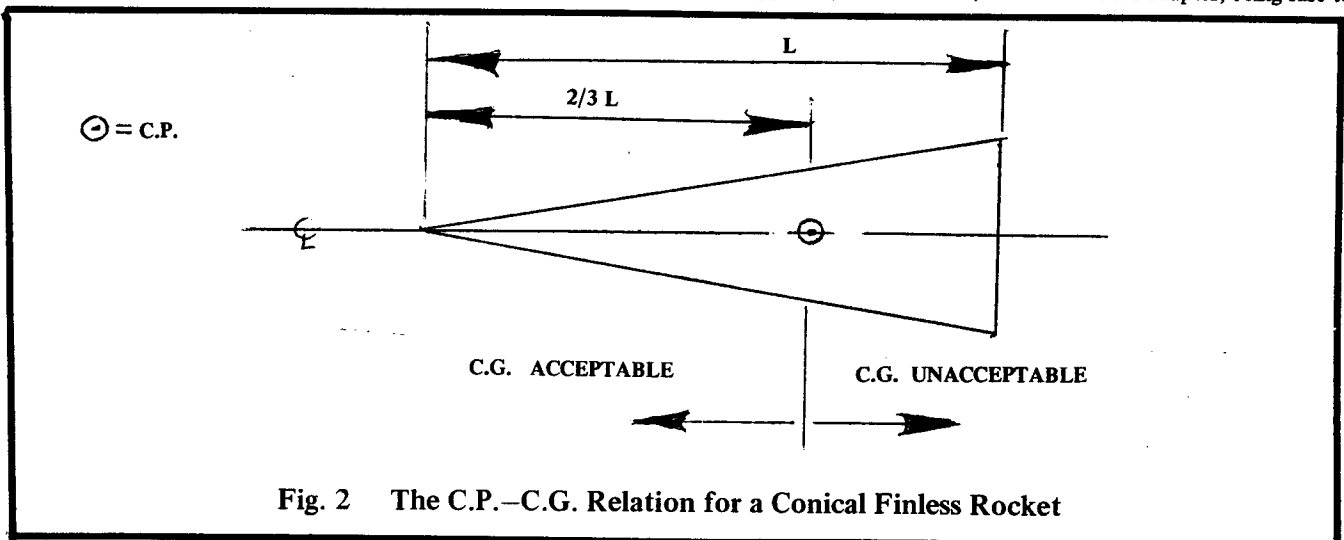 L
2/3 L
⊙ = C.P.
℄
C.G. ACCEPTABLE
C.G. UNACCEPTABLE
Fig. 2 The C.P.–C.G. Relation for a Conical Finless Rocket